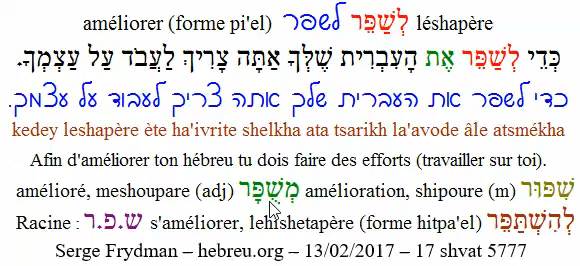 améliorer (forme pi'el) לשפר לְשַׁפֵּר léshapère
כְּדֵי לְשַׁפֵּר אֶת הָעִבְרִית שֶׁלְּךָ אַתָּה צָרִיךְ לַעֲבֹד עַל עַצְמְךָ.
כדי לשפר את העברית שלך אתה צריך לעבוד על עצמך.
kedey leshapère ète ha'ivrite shelkha ata tsarikh la'avode âle atsmékha
Afin d'améliorer ton hébreu tu dois faire des efforts (travailler sur toi).
amélioré, meshoupare (adj) מְשֻׁפָּר amélioration, shipoure (m) שִׁפּוּר
Racine : ש.פ.ר s'améliorer, lehishetapère (forme hitpa'el) לְהִשְׁתַּפֵּר
Serge Frydman – hebreu.org – 13/02/2017 – 17 shvat 5777